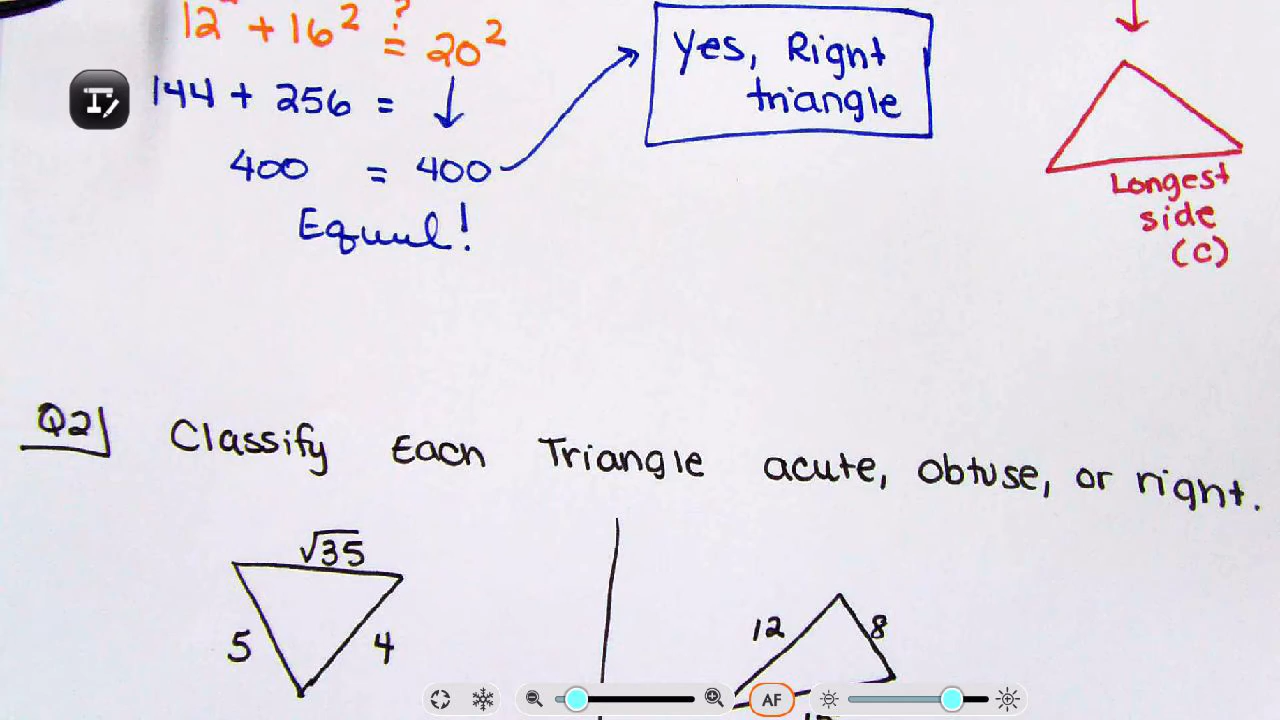 12² + 16² ?= 20²
144 + 256 = ↓
400 = 400
Equal!
Yes, Right
triangle
Longest
side
(c)
Q2 Classify Each Triangle acute, obtuse, or right.
√35
5
4
12
8
AF